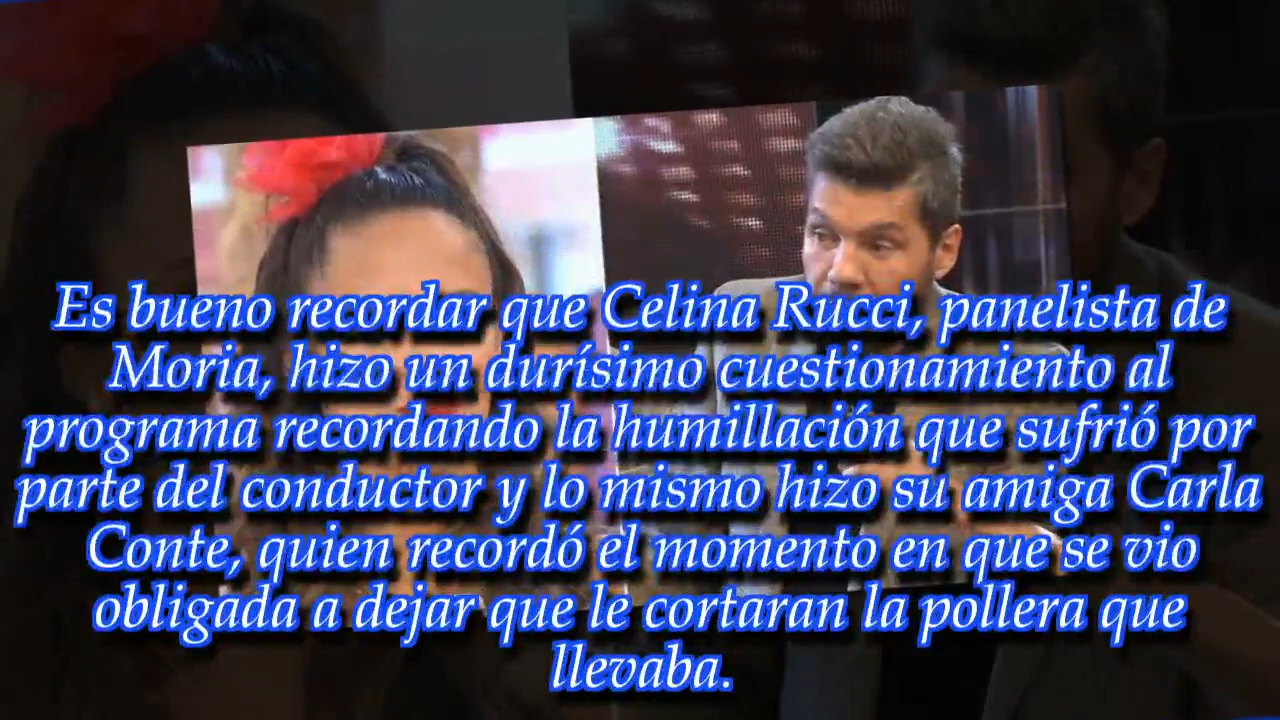 Es bueno recordar que Celina Rucci, panelista de
Moria, hizo un durísimo cuestionamiento al
programa recordando la humillación que sufrió por
parte del conductor y lo mismo hizo su amiga Carla
Conte, quien recordó el momento en que se vio
obligada a dejar que le cortaran la pollera que
llevaba.